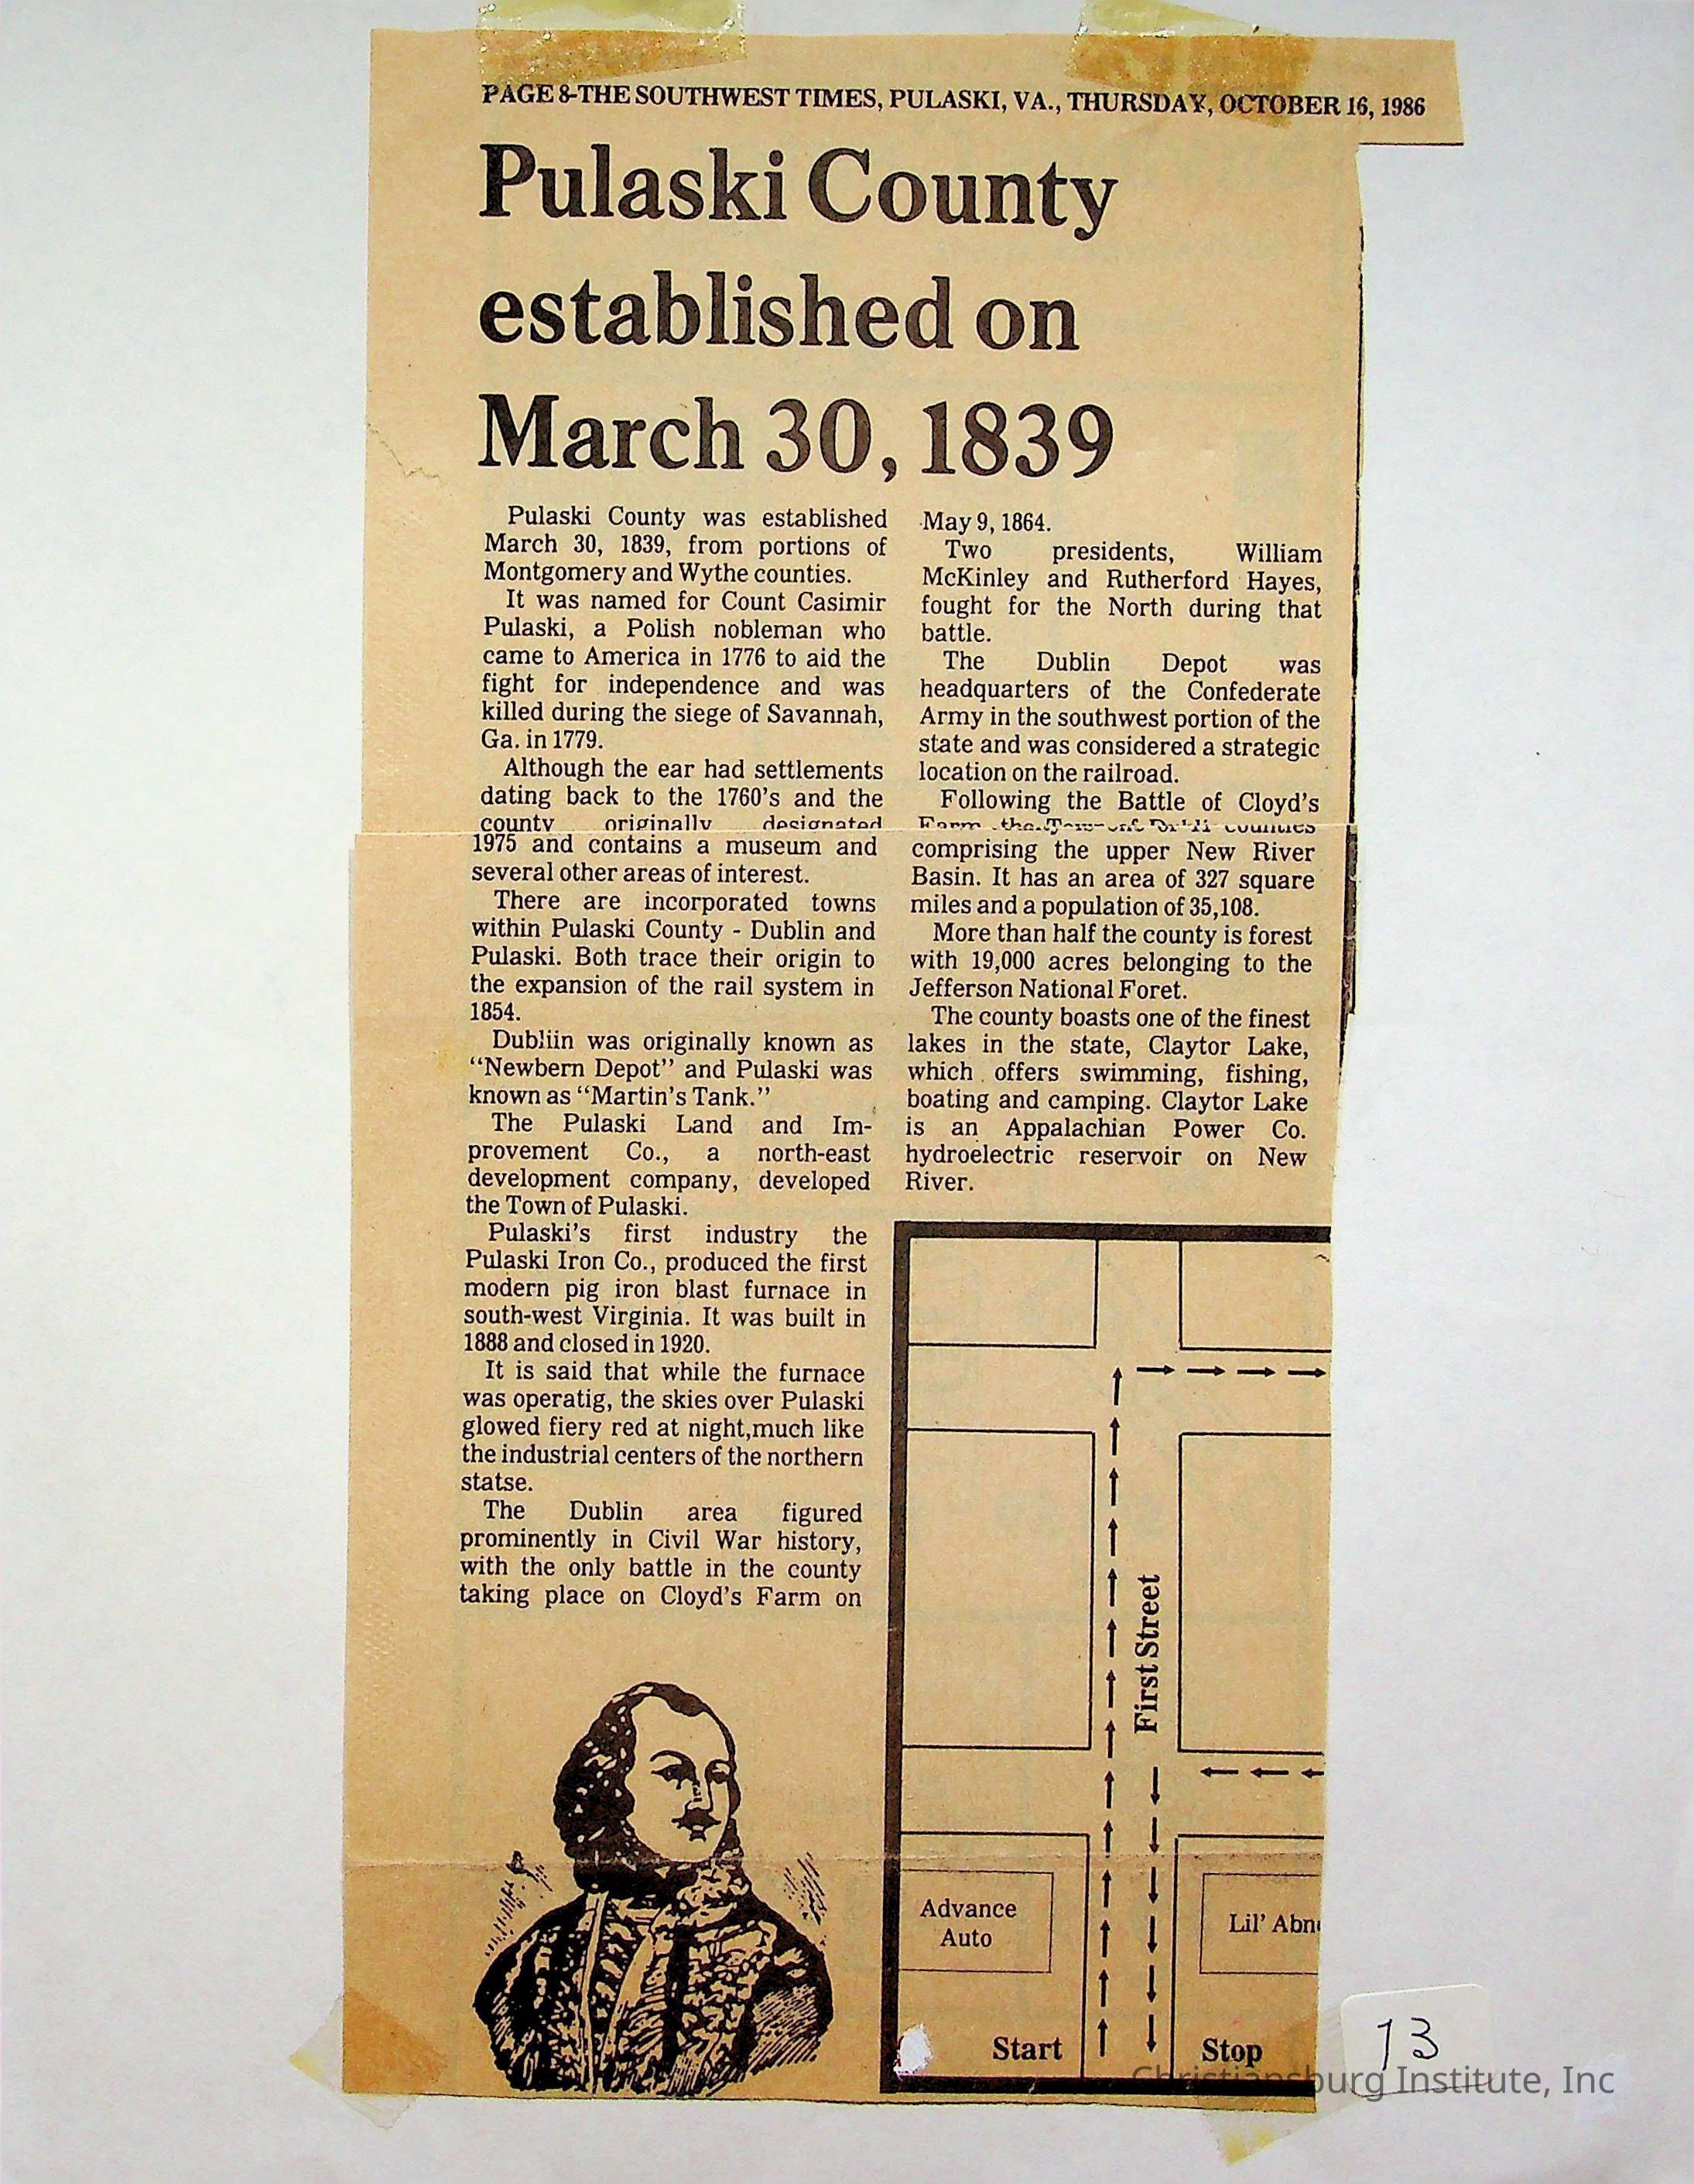 PAGE 8-THE SOUTHWEST TIMES, PULASKI, VA., THURSDAY, OCTOBER 16, 1986
Pulaski County
established on
March 30, 1839
Pulaski County was established
March 30, 1839, from portions of
Montgomery and Wythe counties.
It was named for Count Casimir
Pulaski, a Polish nobleman who
came to America in 1776 to aid the
fight for independence and was
killed during the siege of Savannah,
Ga. in 1779.
Although the ear had settlements
dating back to the 1760's and the
county originally designated
1975 and contains a museum and
several other areas of interest.
There are incorporated towns
within Pulaski County - Dublin and
Pulaski. Both trace their origin to
the expansion of the rail system in
1854.
Dubliin was originally known as
“Newbern Depot” and Pulaski was
known as “Martin's Tank.”
The Pulaski Land and Im-
provement Co., a north-east
development company, developed
the Town of Pulaski.
Pulaski's first industry the
Pulaski Iron Co., produced the first
modern pig iron blast furnace in
south-west Virginia. It was built in
1888 and closed in 1920.
It is said that while the furnace
was operatig, the skies over Pulaski
glowed fiery red at night,much like
the industrial centers of the northern
statse.
The Dublin area figured
prominently in Civil War history,
with the only battle in the county
taking place on Cloyd's Farm on
May 9, 1864.
Two presidents, William
McKinley and Rutherford Hayes,
fought for the North during that
battle.
The Dublin Depot was
headquarters of the Confederate
Army in the southwest portion of the
state and was considered a strategic
location on the railroad.
Following the Battle of Cloyd's
Farm the counties
comprising the upper New River
Basin. It has an area of 327 square
miles and a population of 35,108.
More than half the county is forest
with 19,000 acres belonging to the
Jefferson National Foret.
The county boasts one of the finest
lakes in the state, Claytor Lake,
which offers swimming, fishing,
boating and camping. Claytor Lake
is an Appalachian Power Co.
hydroelectric reservoir on New
River.
First Street
Advance
Auto
Lil' Abn
Start
Stop
13
Christiansburg Institute, Inc